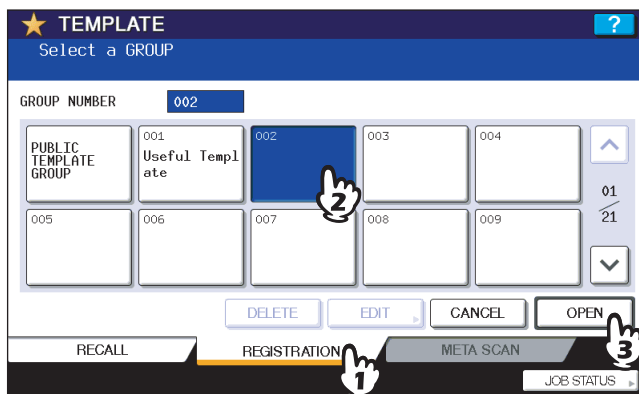 TEMPLATE
?
Select a GROUP
GROUP NUMBER 002
PUBLIC
TEMPLATE
GROUP
001
Useful Templ
ate
002
003
004
2
01
21
005
006
007
008
009
DELETE
EDIT
CANCEL
OPEN
RECALL
REGISTRATION
META SCAN
1
3
JOB STATUS